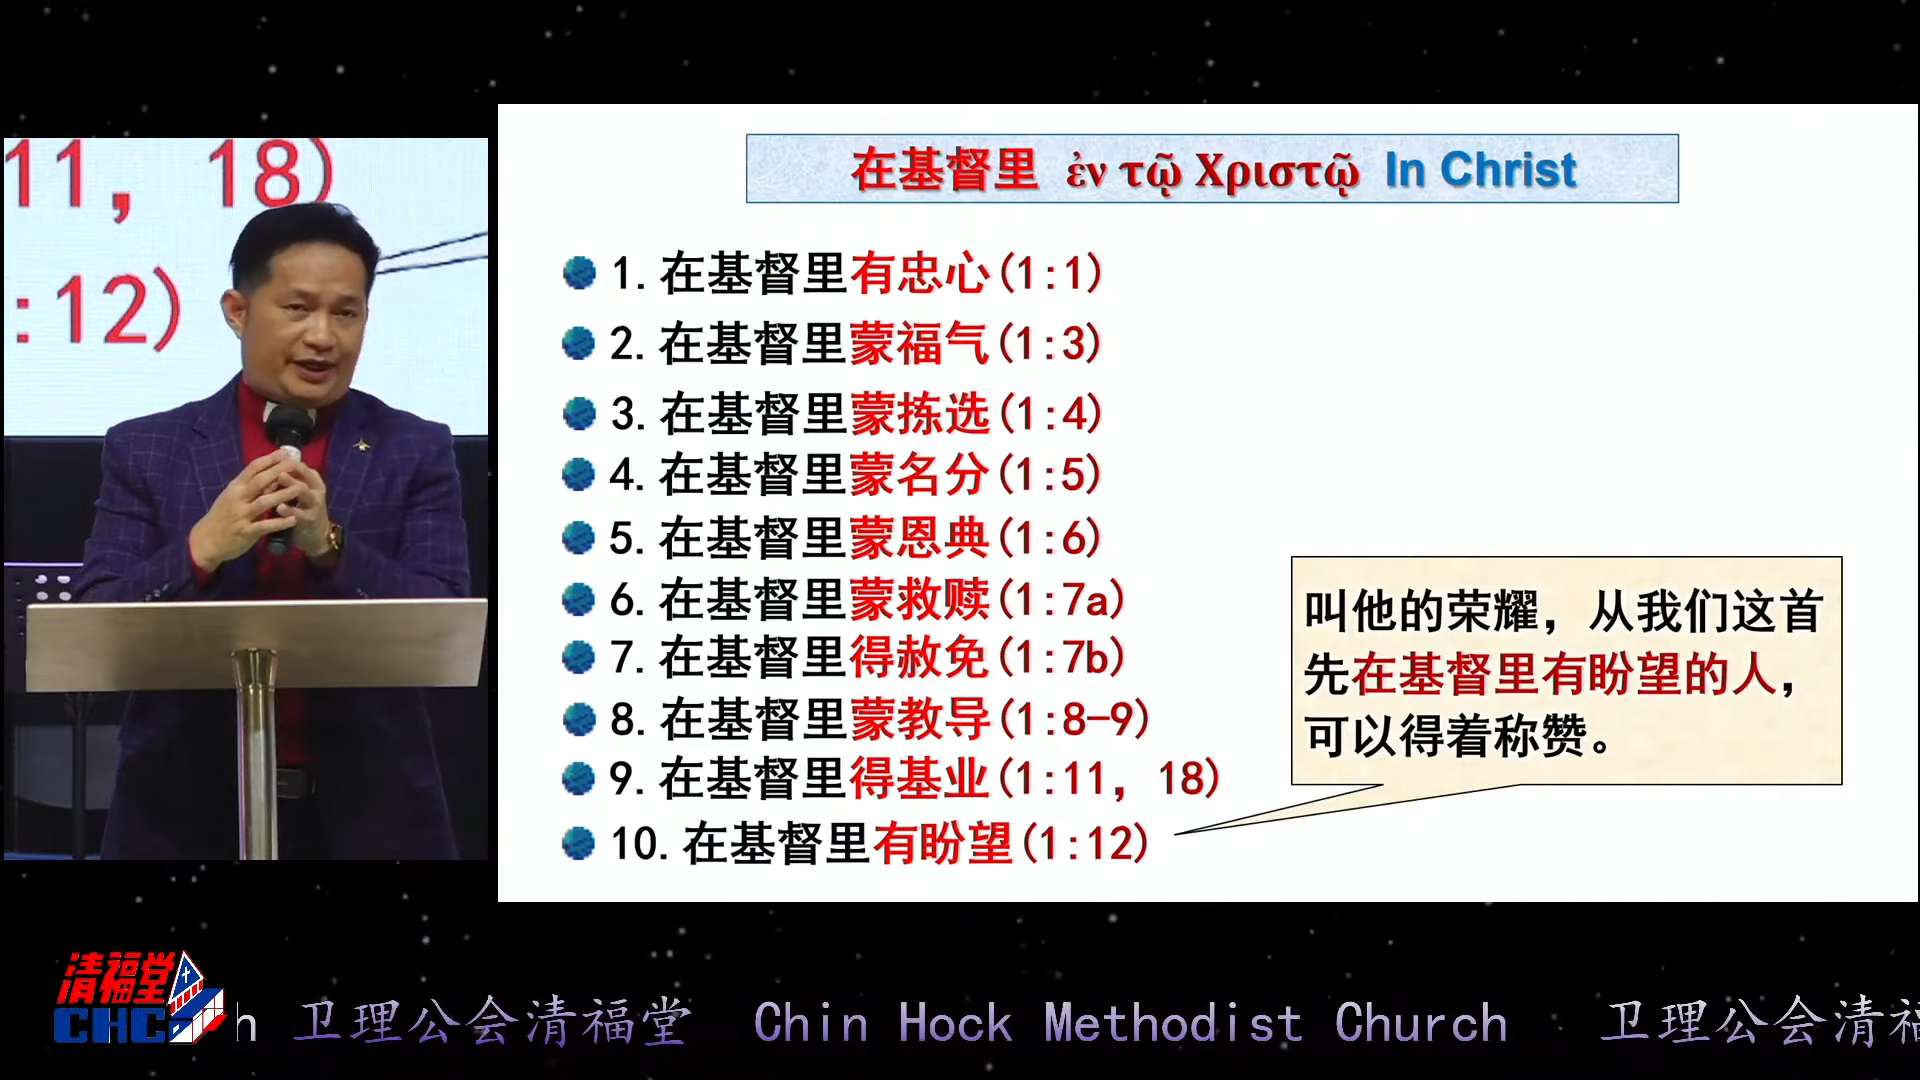 11, 18)
:12)
在基督里 ἐν τῷ Χριστῷ In Christ
1.在基督里有忠心(1:1)
2.在基督里蒙福气(1:3)
3.在基督里蒙拣选(1:4)
4.在基督里蒙名分(1:5)
5.在基督里蒙恩典(1:6)
6.在基督里蒙救赎(1:7a)
7.在基督里得赦免(1:7b)
8.在基督里蒙教导(1:8-9)
9.在基督里得基业(1:11, 18)
10.在基督里有盼望(1:12)
叫他的荣耀，从我们这首
先在基督里有盼望的人，
可以得着称赞。
清福堂
CHC
h 卫理公会清福堂 Chin Hock Methodist Church 卫理公会清福